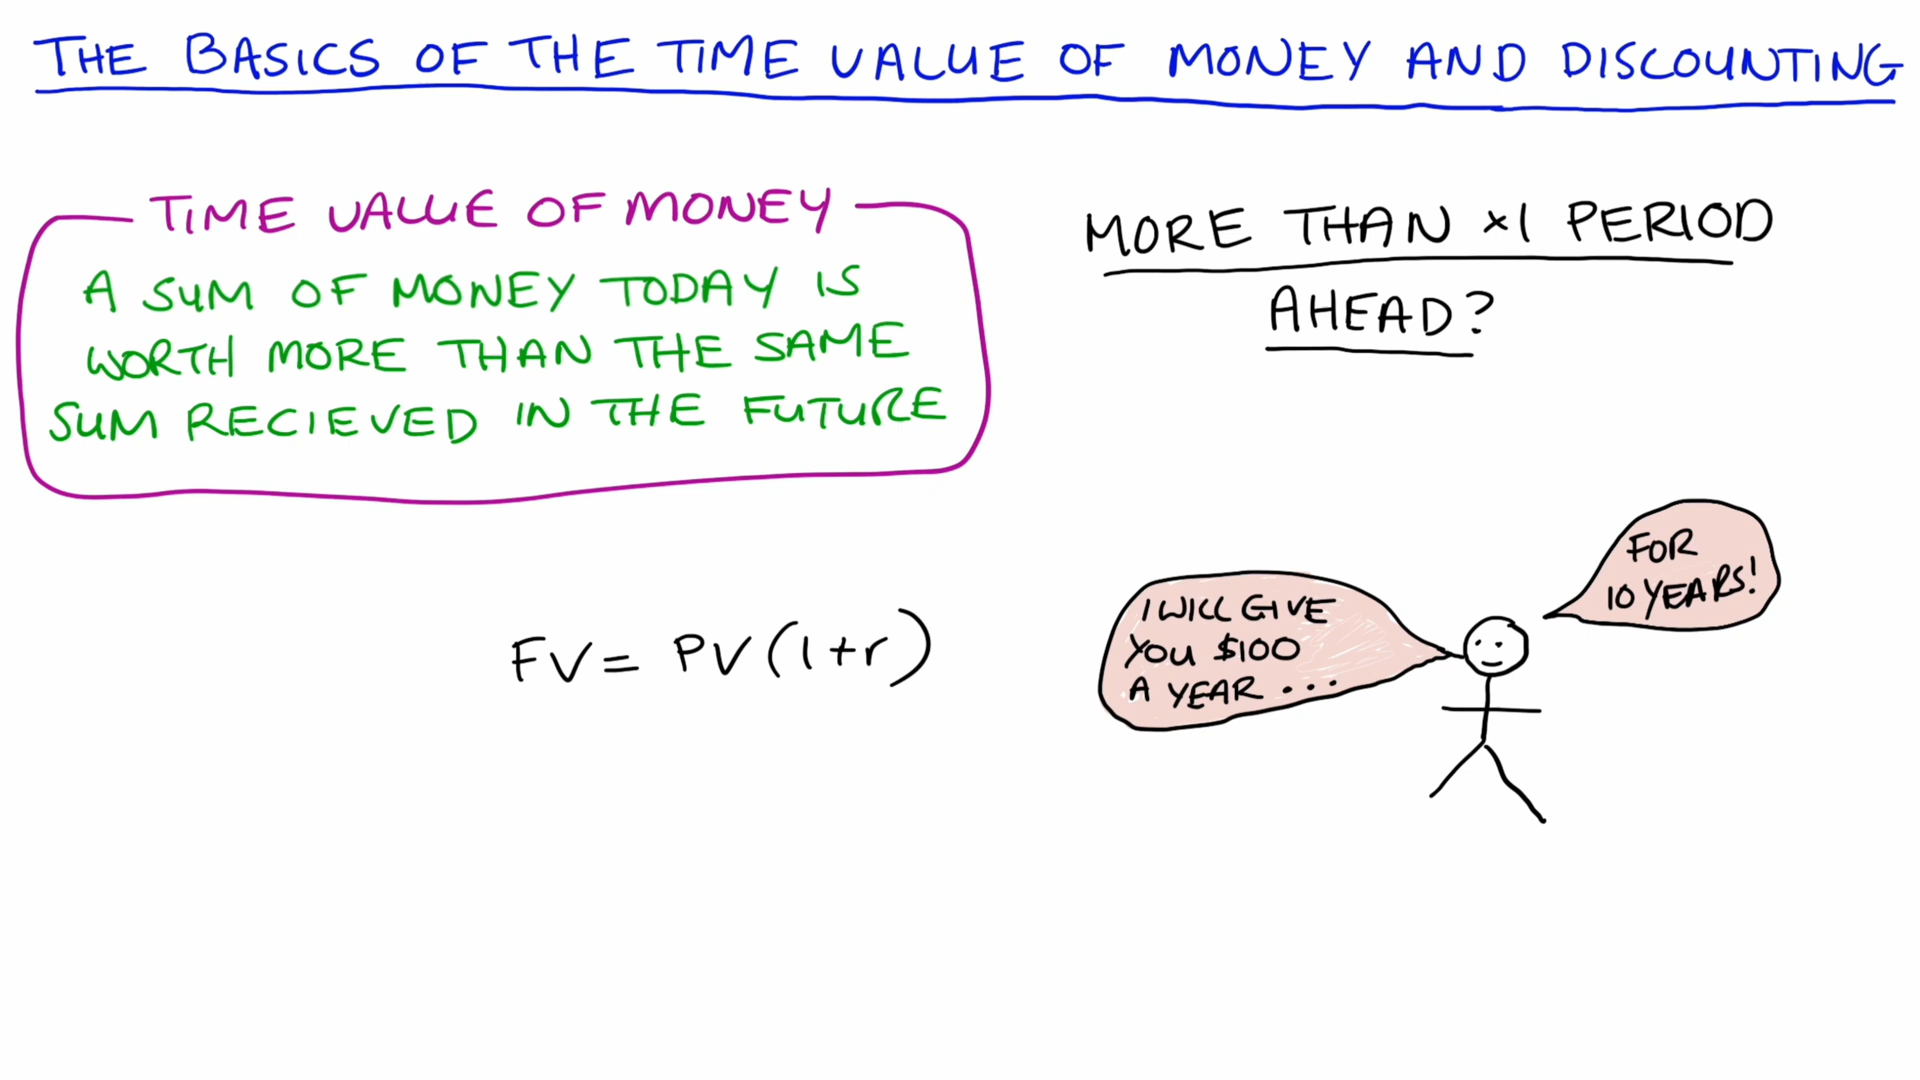 THE BASICS OF THE TIME VALUE OF MONEY AND DISCOUNTING
TIME VALUE OF MONEY
A SUM OF MONEY TODAY IS
WORTH MORE THAN THE SAME
SUM RECIEVED IN THE FUTURE
MORE THAN ×1 PERIOD
AHEAD?
FV = PV(1+r)
I WILL GIVE
YOU $100
A YEAR ...
FOR
10 YEARS!